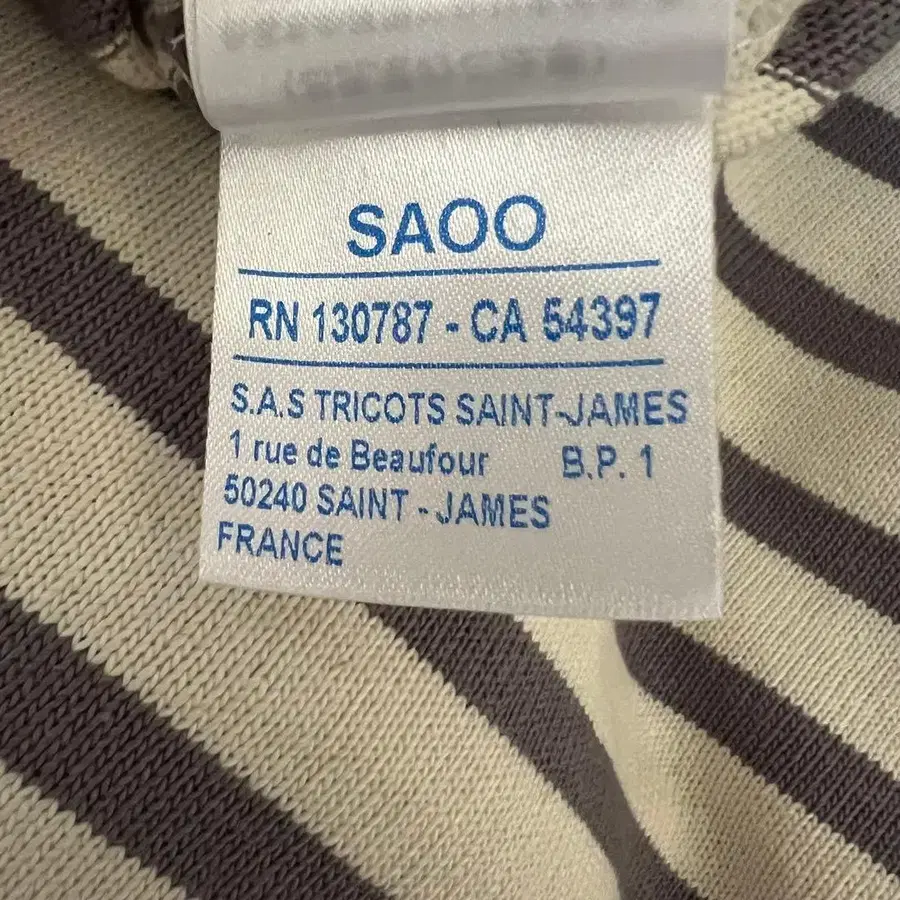 SAOO
RN 130787 - CA 54397
S.A.S TRICOTS SAINT-JAMES
1 rue de Beaufour B.P. 1
50240 SAINT - JAMES
FRANCE